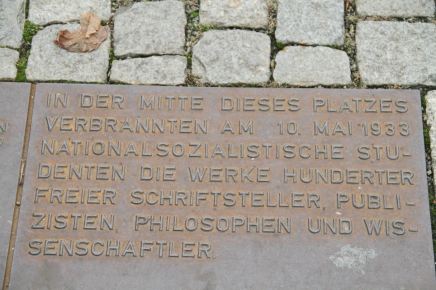 IN DER MITTE DIESES PLATZES
VERBRANNTEN AM 10. MAI 1933
NATIONALSOZIALISTISCHE STU-
DENTEN DIE WERKE HUNDERTER
FREIER SCHRIFTSTELLER, PUBLI-
ZISTEN, PHILOSOPHEN UND WIS-
SENSCHAFTLER.